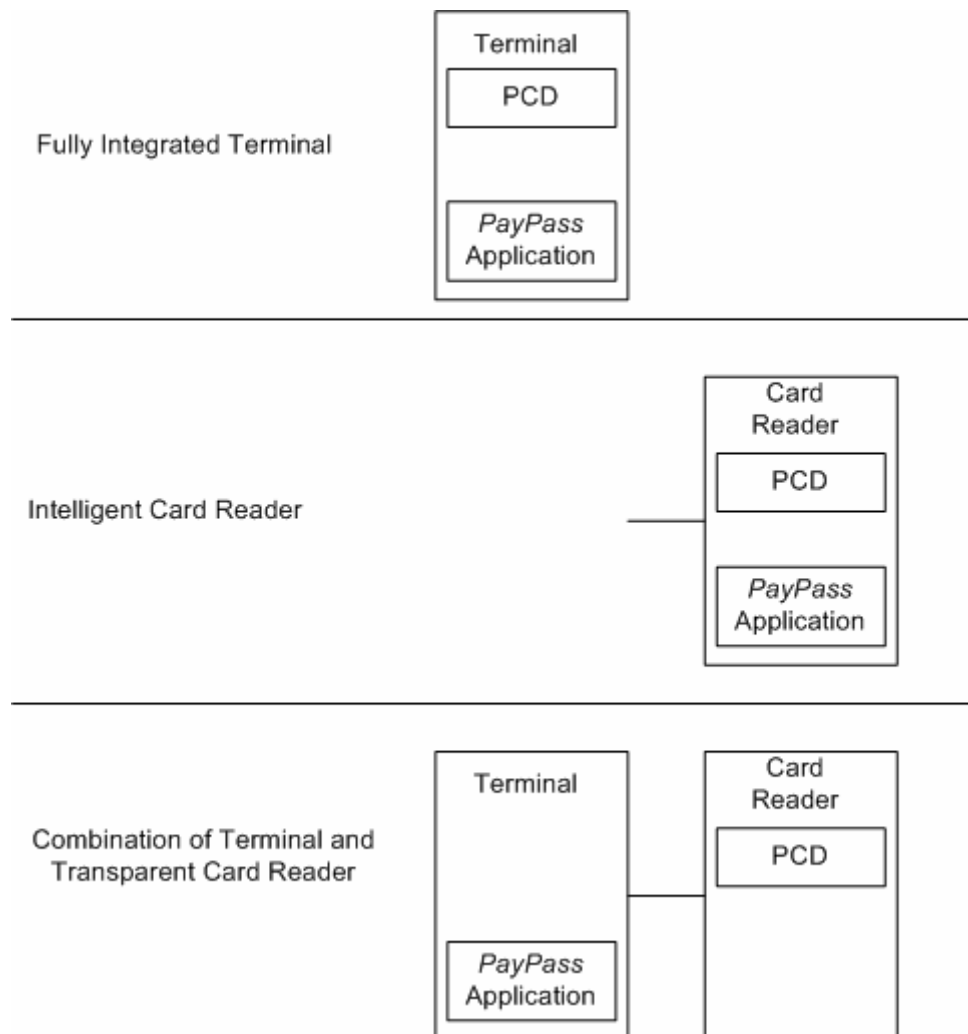 Terminal
PCD
Fully Integrated Terminal
PayPass
Application
Card
Reader
PCD
Intelligent Card Reader
PayPass
Application
Terminal
Card
Reader
Combination of Terminal and
Transparent Card Reader
PCD
PayPass
Application